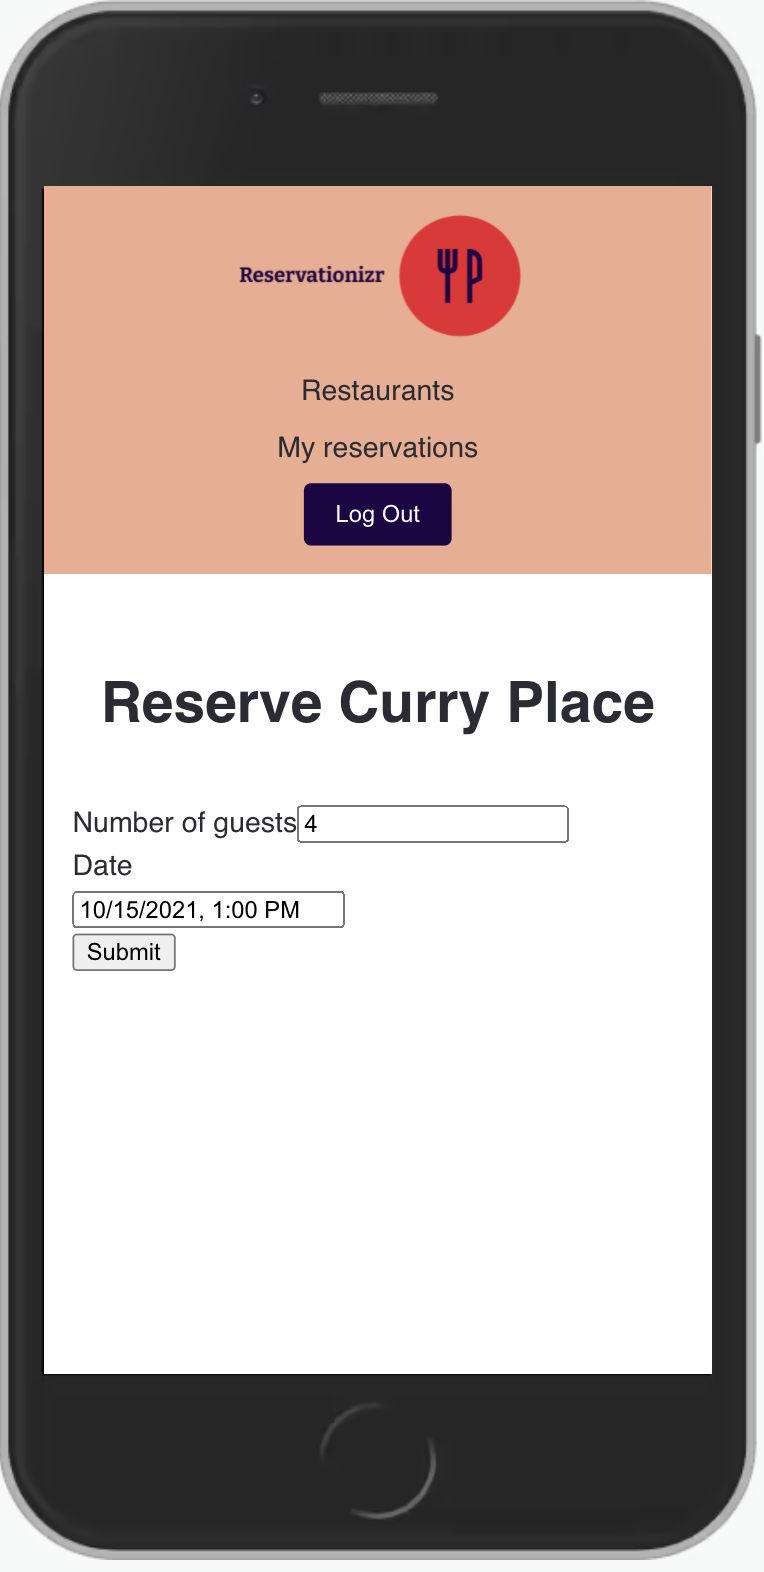 Reservationizr
Restaurants
My reservations
Log Out
Reserve Curry Place
Number of guests 4
Date
10/15/2021, 1:00 PM
Submit